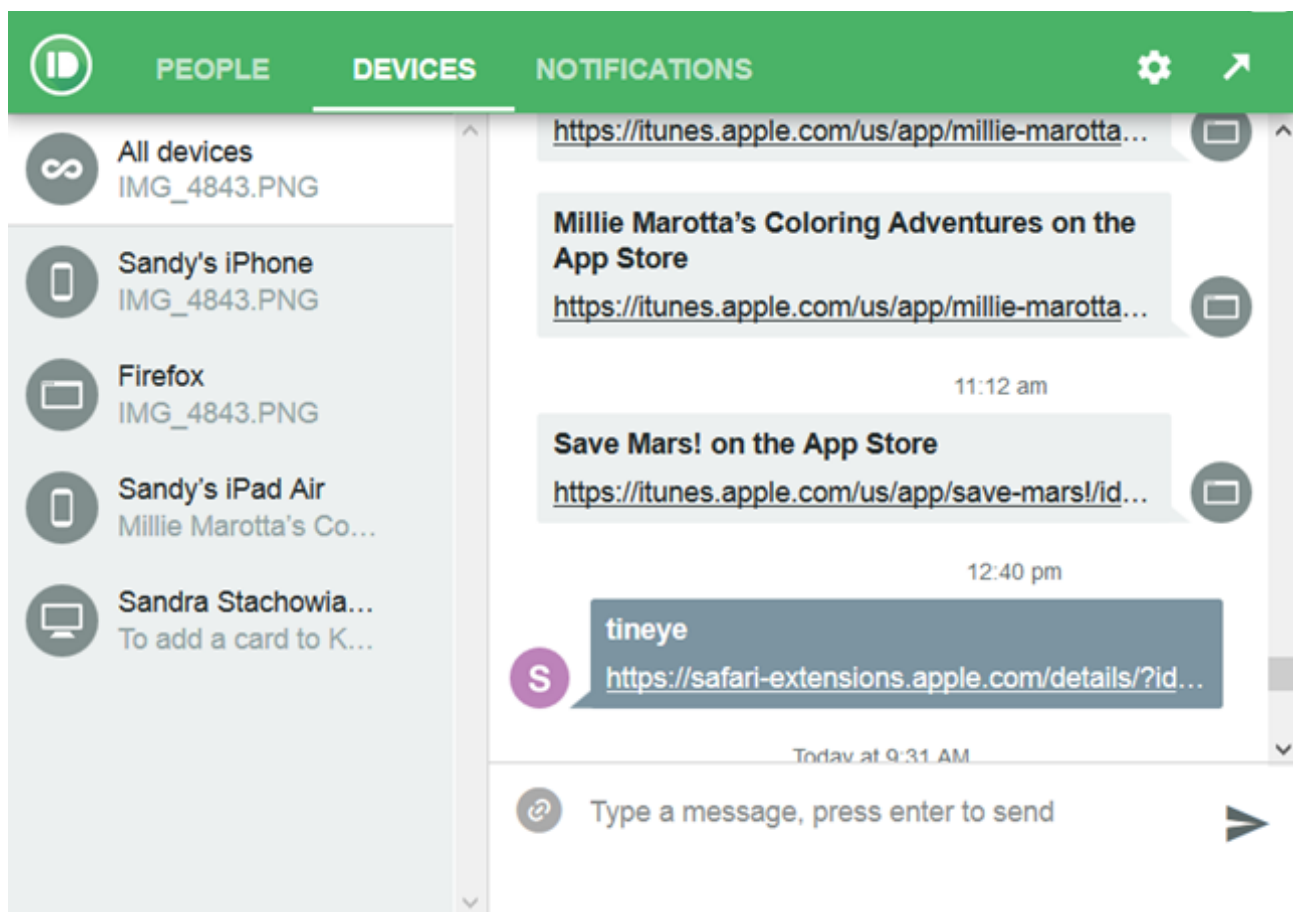 PEOPLE
DEVICES
NOTIFICATIONS
All devices
IMG_4843.PNG
Sandy's iPhone
IMG_4843.PNG
Firefox
IMG_4843.PNG
Sandy’s iPad Air
Millie Marotta’s Co...
Sandra Stachowia...
To add a card to K...
https://itunes.apple.com/us/app/millie-marotta...
Millie Marotta’s Coloring Adventures on the
App Store
https://itunes.apple.com/us/app/millie-marotta...
11:12 am
Save Mars! on the App Store
https://itunes.apple.com/us/app/save-mars!/id...
12:40 pm
S
tineye
https://safari-extensions.apple.com/details/?id...
Today at 9:31 AM
Type a message, press enter to send